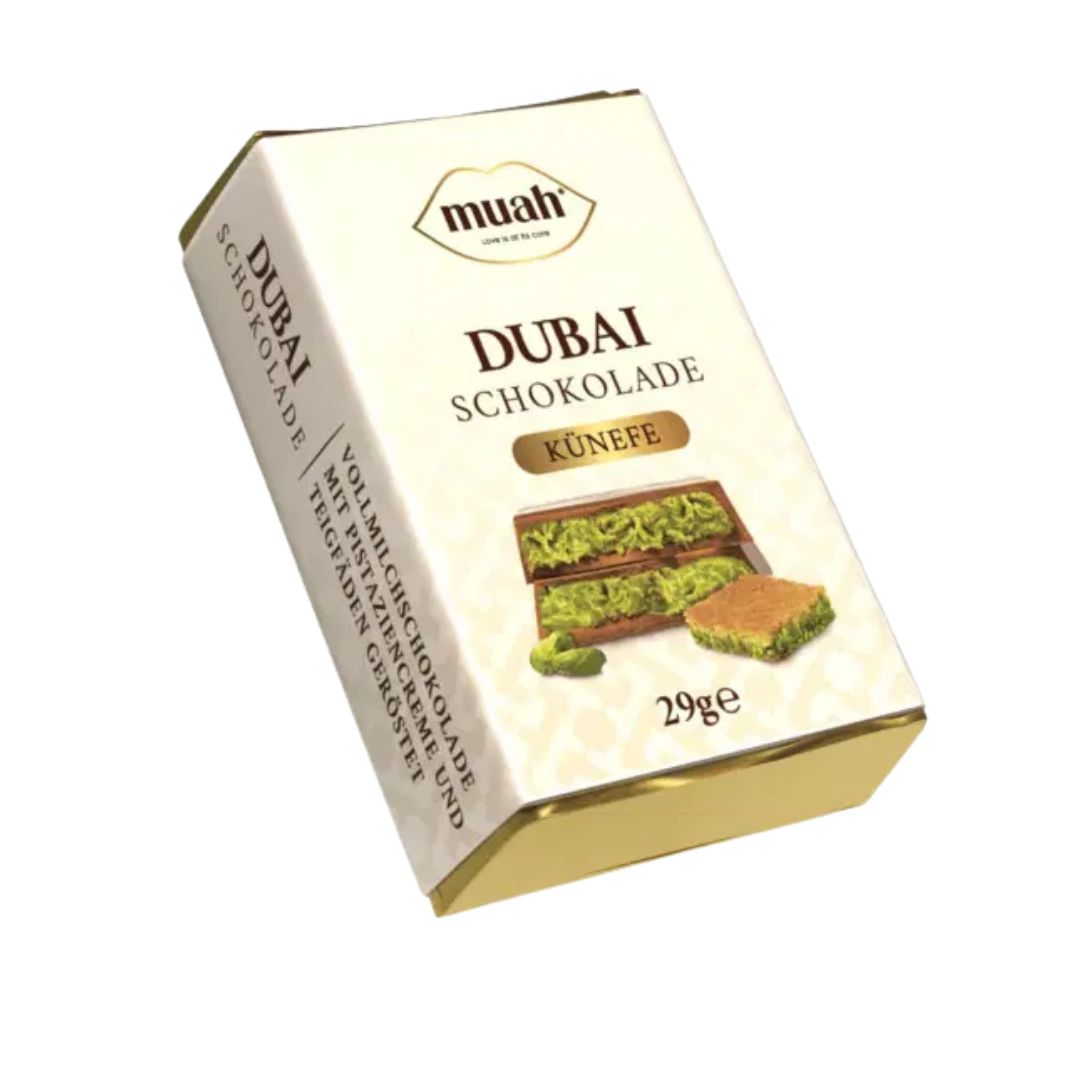 muah®
Love is at its core
DUBAI
SCHOKOLADE
KÜNEFE
29g℮
DUBAI
SCHOKOLADE
VOLLMILCHSCHOKOLADE
MIT PISTAZIENCREME UND
TEIGFÄDEN GERÖSTET